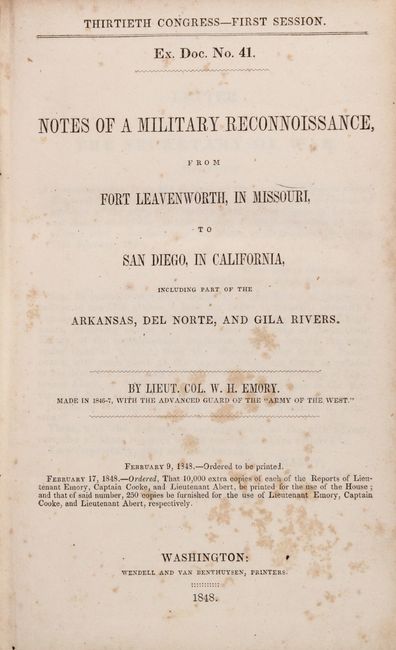 THIRTIETH CONGRESS—FIRST SESSION.
Ex. Doc. No. 41.
NOTES OF A MILITARY RECONNOISSANCE,
FROM
FORT LEAVENWORTH, IN MISSOURI,
TO
SAN DIEGO, IN CALIFORNIA,
INCLUDING PART OF THE
ARKANSAS, DEL NORTE, AND GILA RIVERS.
BY LIEUT. COL. W. H. EMORY.
MADE IN 1846-7, WITH THE ADVANCED GUARD OF THE "ARMY OF THE WEST."
FEBRUARY 9, 1848.—Ordered to be printed.
FEBRUARY 17, 1848.—Ordered, That 10,000 extra copies of each of the Reports of Lieu-
tenant Emory, Captain Cooke, and Lieutenant Abert, be printed for the use of the House;
and that of said number, 250 copies be furnished for the use of Lieutenant Emory, Captain
Cooke, and Lieutenant Abert, respectively.
WASHINGTON:
WENDELL AND VAN BENTHUYSEN, PRINTERS.
1848.